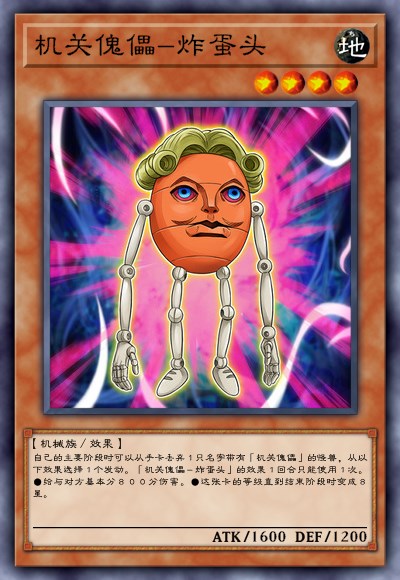 机关傀儡-炸蛋头
地
【机械族/效果】
自己的主要阶段时可以从手卡丢弃1只名字带有「机关傀儡」的怪兽，从以
下效果选择1个发动。「机关傀儡-炸蛋头」的效果1回合只能使用1次。
●给与对方基本分800分伤害。●这张卡的等级直到结束阶段时变成8
星。
ATK/1600 DEF/1200